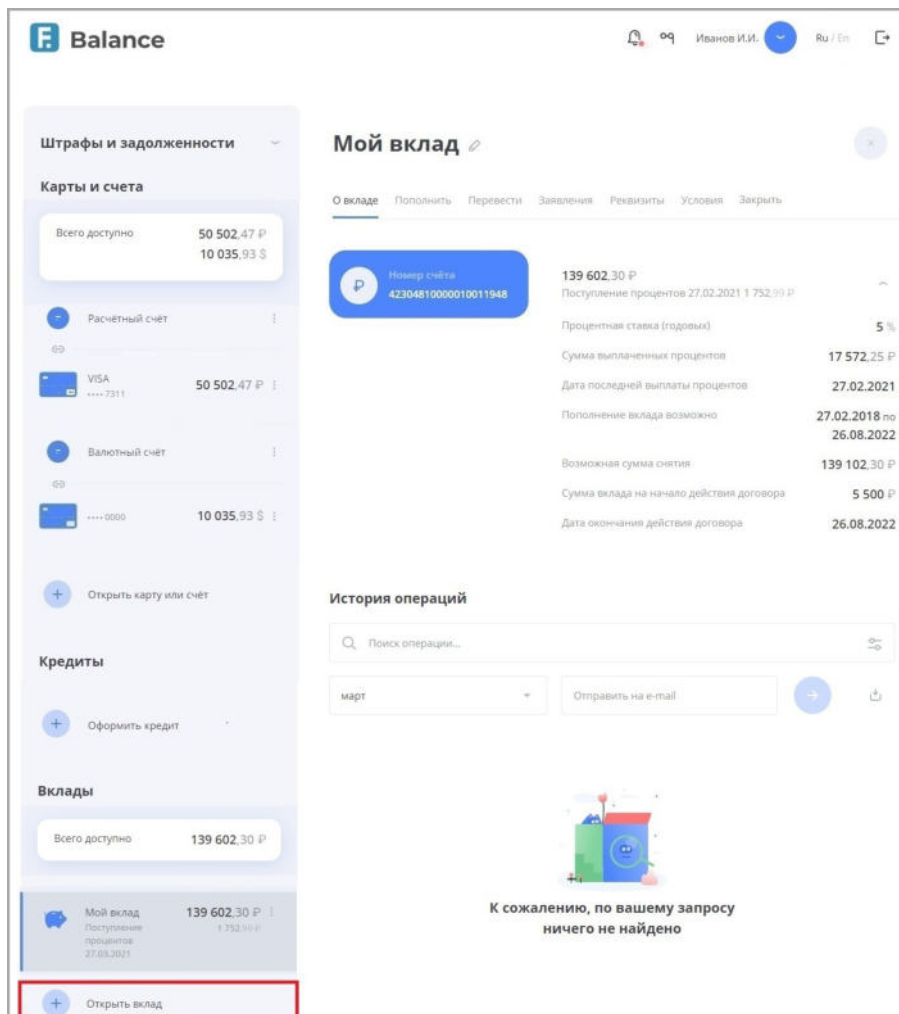 F. Balance
Иванов И.И.
Ru / En
Штрафы и задолженности
Карты и счета
Всего доступно 50 502,47 ₽
10 035,93 $
Расчётный счёт
VISA 50 502,47 ₽
•••• 7311
Валютный счёт
•••• 0000 10 035,93 $
Открыть карту или счёт
Кредиты
Оформить кредит
Вклады
Всего доступно 139 602,30 ₽
Мой вклад 139 602,30 ₽
Поступление 1 752,99 ₽
процентов
27.03.2021
Открыть вклад
Мой вклад
О вкладе Пополнить Перевести Заявления Реквизиты Условия Закрыть
Номер счёта
42304810000010011948
139 602,30 ₽
Поступление процентов 27.02.2021 1 752,99 ₽
Процентная ставка (годовых) 5 %
Сумма выплаченных процентов 17 572,25 ₽
Дата последней выплаты процентов 27.02.2021
Пополнение вклада возможно 27.02.2018 по
26.08.2022
Возможная сумма снятия 139 102,30 ₽
Сумма вклада на начало действия договора 5 500 ₽
Дата окончания действия договора 26.08.2022
История операций
Поиск операции...
март
Отправить на e-mail
К сожалению, по вашему запросу
ничего не найдено